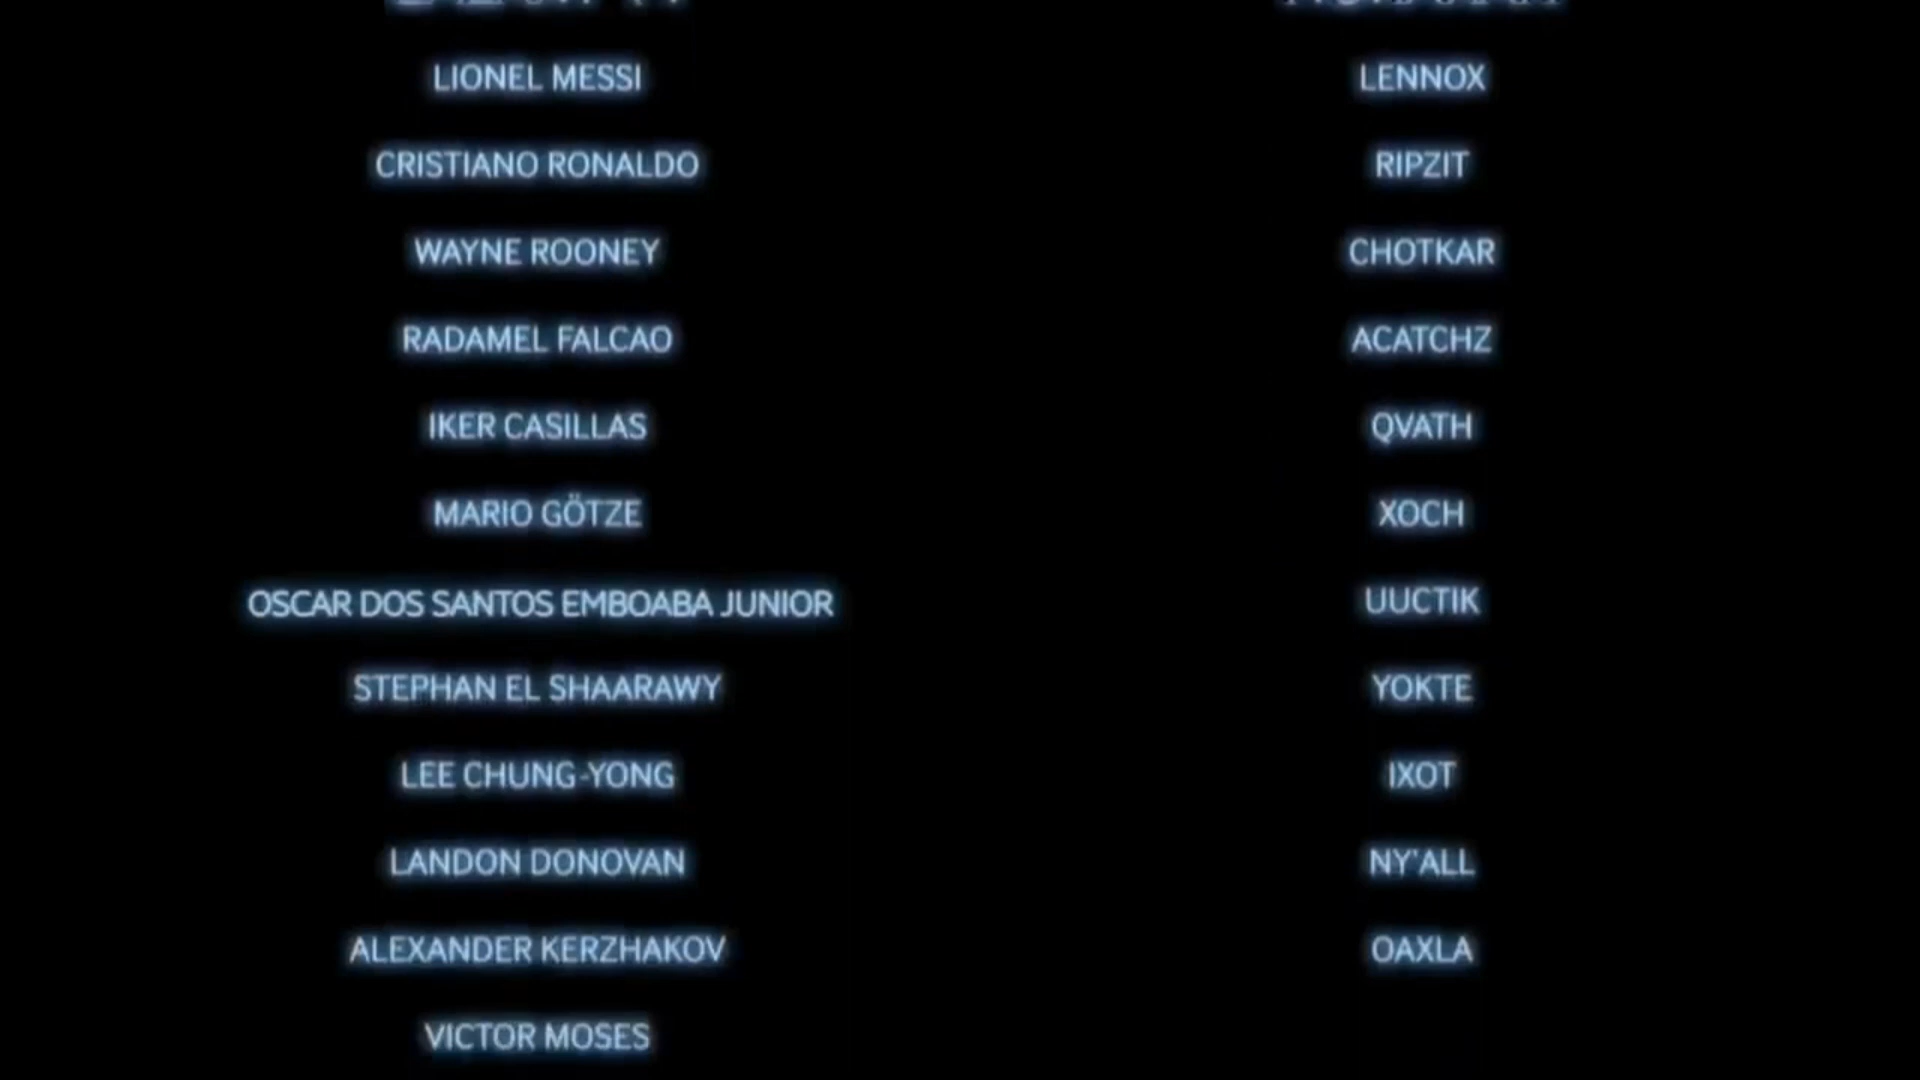 LIONEL MESSI
LENNOX
CRISTIANO RONALDO
RIPZIT
WAYNE ROONEY
CHOTKAR
RADAMEL FALCAO
ACATCHZ
IKER CASILLAS
QVATH
MARIO GÖTZE
XOCH
OSCAR DOS SANTOS EMBOABA JUNIOR
UUCTIK
STEPHAN EL SHAARAWY
YOKTE
LEE CHUNG-YONG
IXOT
LANDON DONOVAN
NY'ALL
ALEXANDER KERZHAKOV
OAXLA
VICTOR MOSES